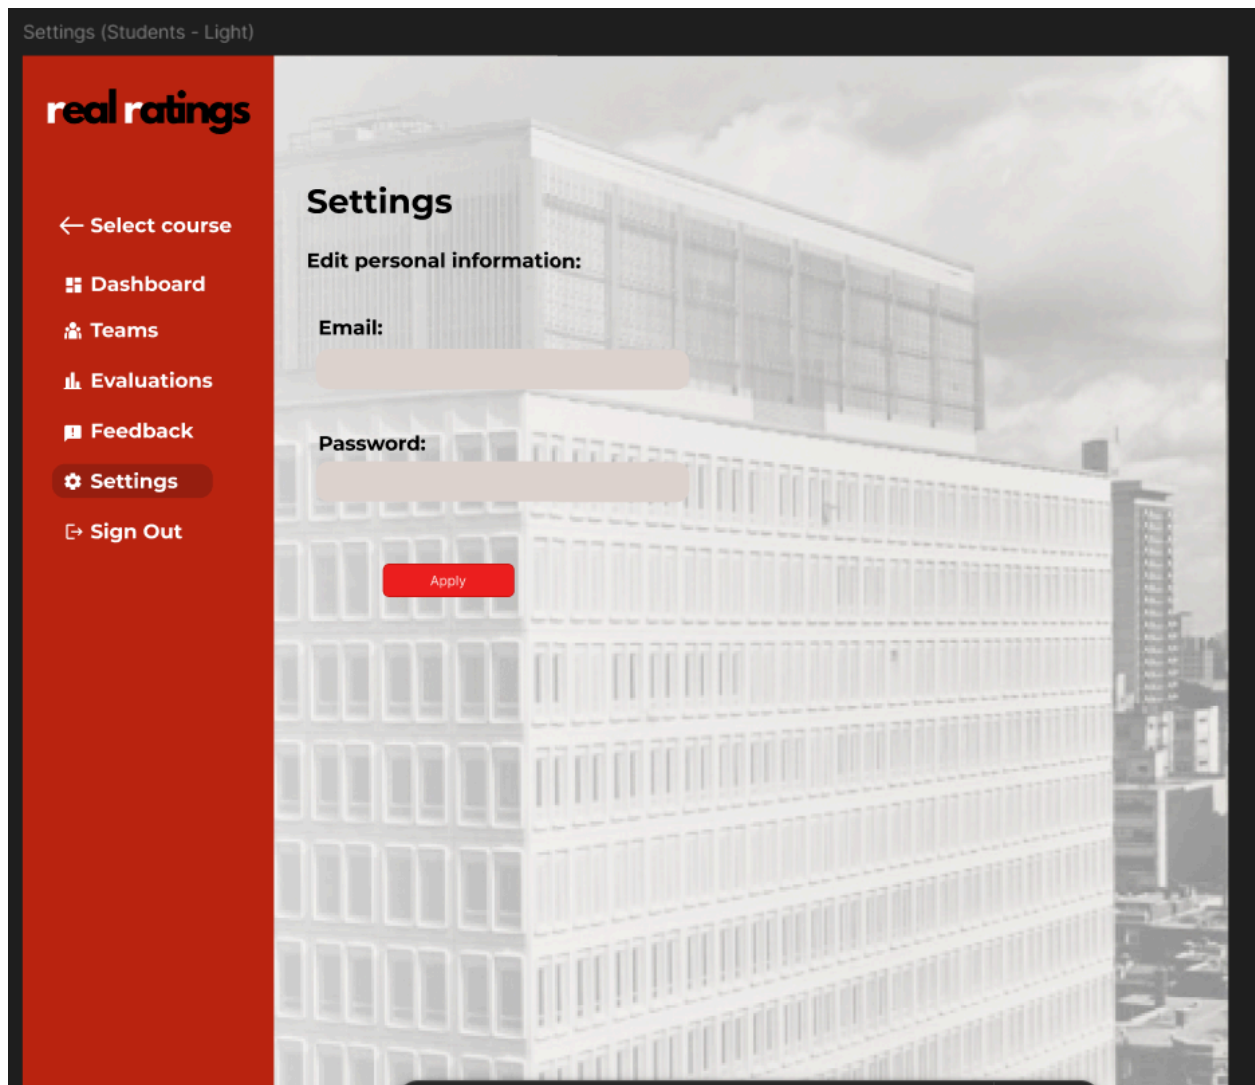 Settings (Students - Light)
real ratings
Select course
Dashboard
Teams
Evaluations
Feedback
Settings
Sign Out
Settings
Edit personal information:
Email:
Password:
Apply